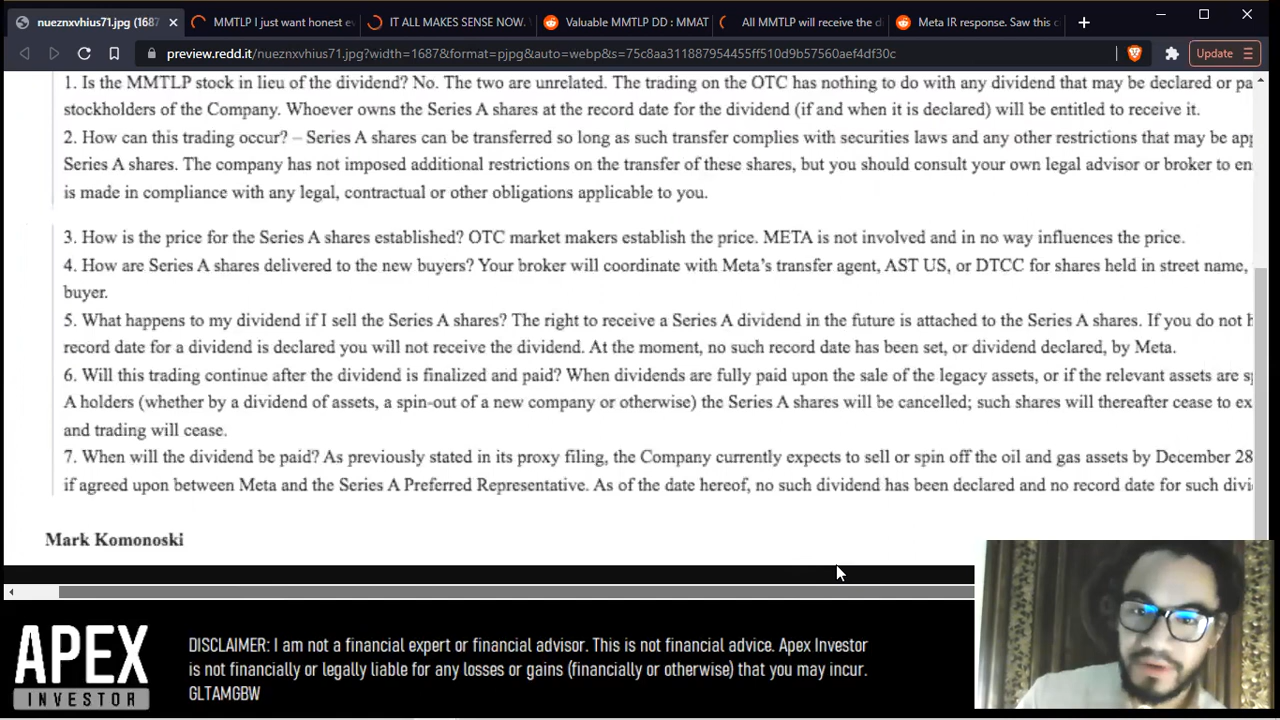 nueznxvhius71.jpg (1687
MMTLP I just want honest e
IT ALL MAKES SENSE NOW.
Valuable MMTLP DD : MMAT
All MMTLP will receive the d
Meta IR response. Saw this c
preview.redd.it/nueznxvhius71.jpg?width=1687&format=pjpg&auto=webp&s=75c8aa311887954455ff510d9b57560aef4df30c
Update
1. Is the MMTLP stock in lieu of the dividend? No. The two are unrelated. The trading on the OTC has nothing to do with any dividend that may be declared or pa
stockholders of the Company. Whoever owns the Series A shares at the record date for the dividend (if and when it is declared) will be entitled to receive it.
2. How can this trading occur? – Series A shares can be transferred so long as such transfer complies with securities laws and any other restrictions that may be app
Series A shares. The company has not imposed additional restrictions on the transfer of these shares, but you should consult your own legal advisor or broker to en
is made in compliance with any legal, contractual or other obligations applicable to you.
3. How is the price for the Series A shares established? OTC market makers establish the price. META is not involved and in no way influences the price.
4. How are Series A shares delivered to the new buyers? Your broker will coordinate with Meta's transfer agent, AST US, or DTCC for shares held in street name,
buyer.
5. What happens to my dividend if I sell the Series A shares? The right to receive a Series A dividend in the future is attached to the Series A shares. If you do not h
record date for a dividend is declared you will not receive the dividend. At the moment, no such record date has been set, or dividend declared, by Meta.
6. Will this trading continue after the dividend is finalized and paid? When dividends are fully paid upon the sale of the legacy assets, or if the relevant assets are sp
A holders (whether by a dividend of assets, a spin-out of a new company or otherwise) the Series A shares will be cancelled; such shares will thereafter cease to ex
and trading will cease.
7. When will the dividend be paid? As previously stated in its proxy filing, the Company currently expects to sell or spin off the oil and gas assets by December 28
if agreed upon between Meta and the Series A Preferred Representative. As of the date hereof, no such dividend has been declared and no record date for such divi
Mark Komonoski
APEX
INVESTOR
DISCLAIMER: I am not a financial expert or financial advisor. This is not financial advice. Apex Investor
is not financially or legally liable for any losses or gains (financially or otherwise) that you may incur.
GLTAMGBW